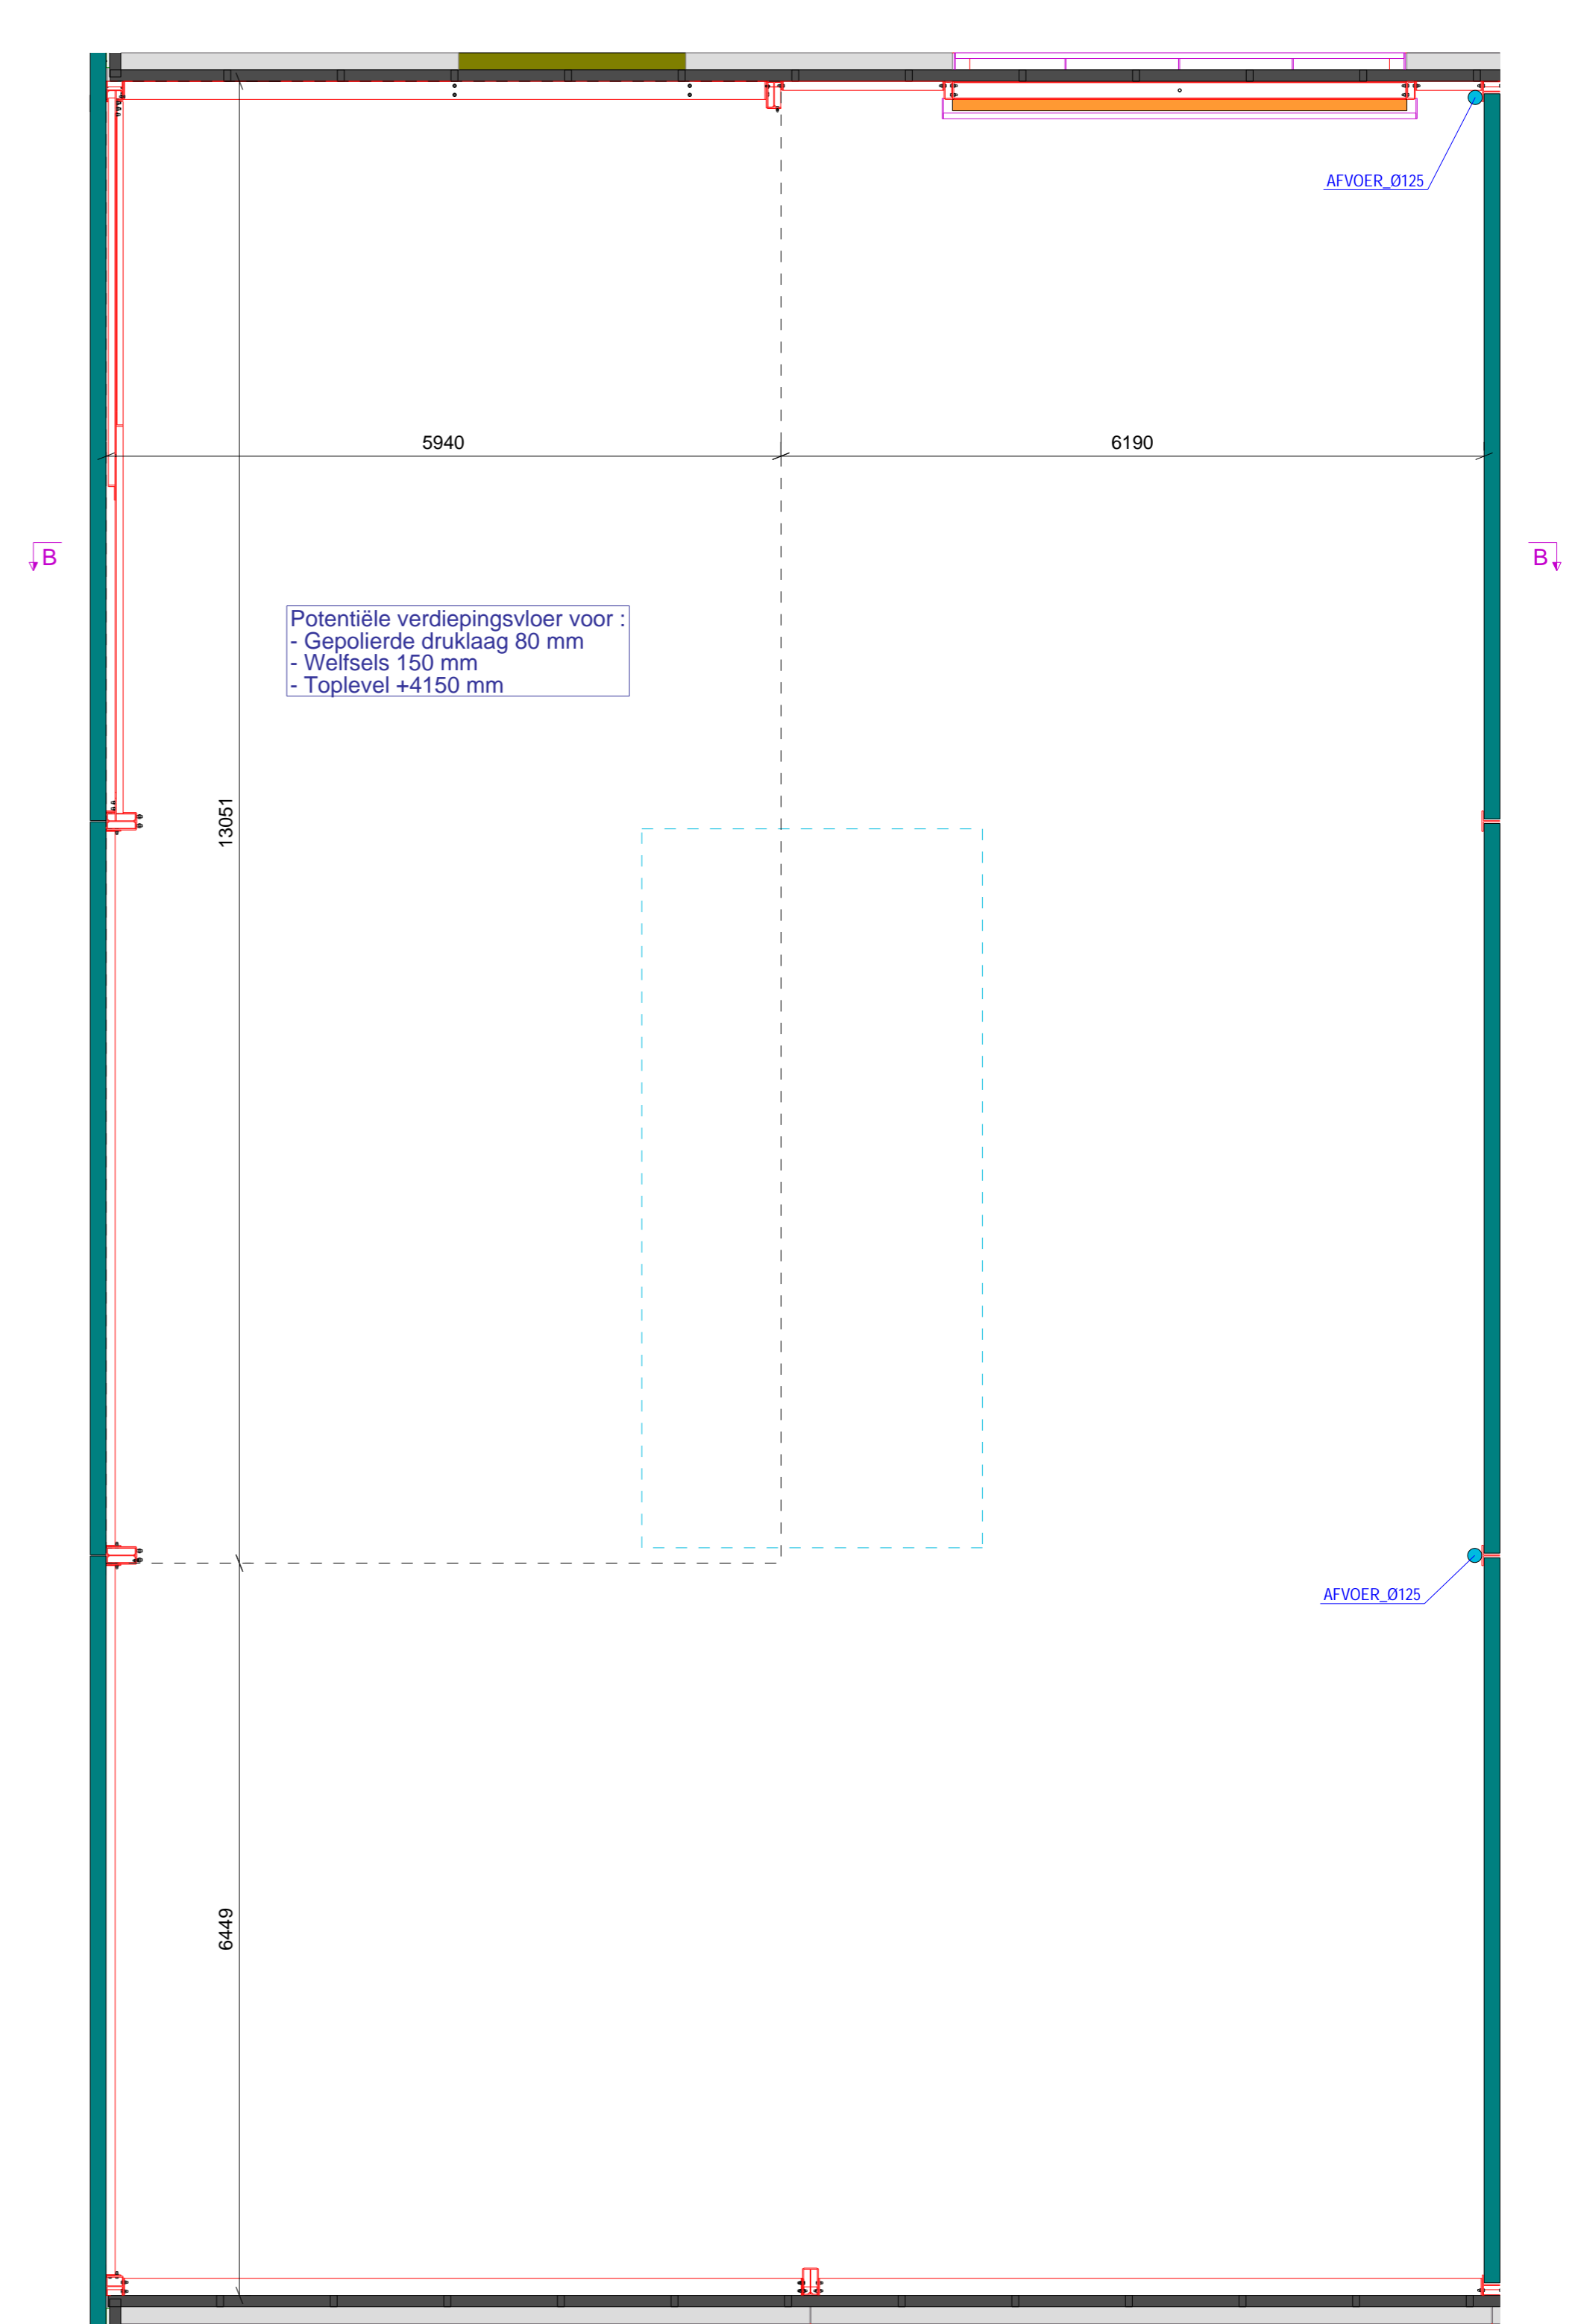 AFVOER_Ø125
5940
6190
B
B
Potentiële verdiepingsvloer voor :
- Gepolierde druklaag 80 mm
- Welfsels 150 mm
- Toplevel +4150 mm
13051
AFVOER_Ø125
6449